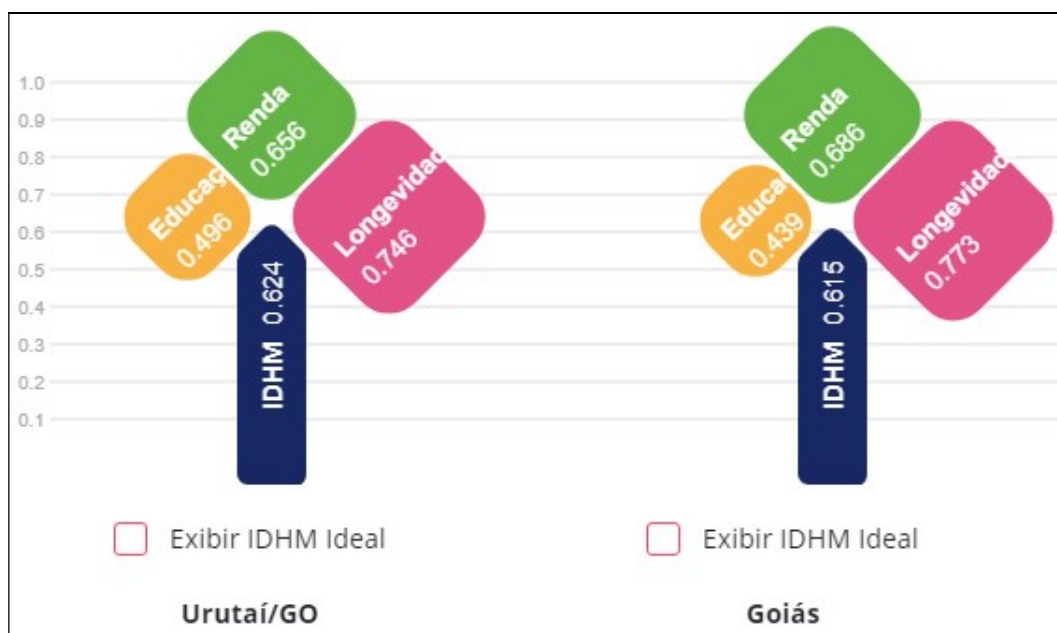 1.0
0.9
0.8
0.7
0.6
0.5
0.4
0.3
0.2
0.1
Renda
0.656
Educaç
0.496
Longevidad
0.746
IDHM 0.624
Renda
0.686
Educa
0.439
Longevidad
0.773
IDHM 0.615
Exibir IDHM Ideal
Exibir IDHM Ideal
Urutaí/GO
Goiás